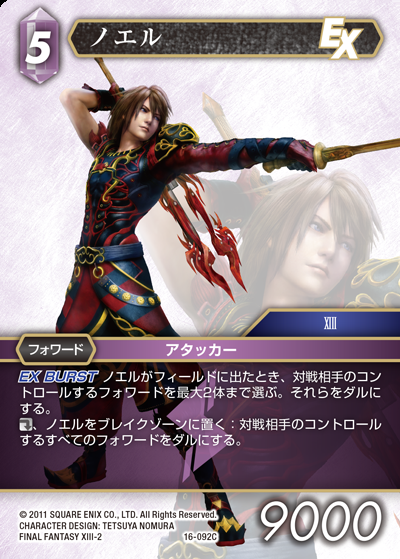 5
ノエル
EX
XIII
フォワード
アタッカー
EX BURST ノエルがフィールドに出たとき、対戦相手のコン
トロールするフォワードを最大2体まで選ぶ。それらをダルに
する。
、ノエルをブレイクゾーンに置く：対戦相手のコントロール
するすべてのフォワードをダルにする。
© 2011 SQUARE ENIX CO., LTD. All Rights Reserved.
CHARACTER DESIGN: TETSUYA NOMURA
FINAL FANTASY XIII-2
16-092C
9000